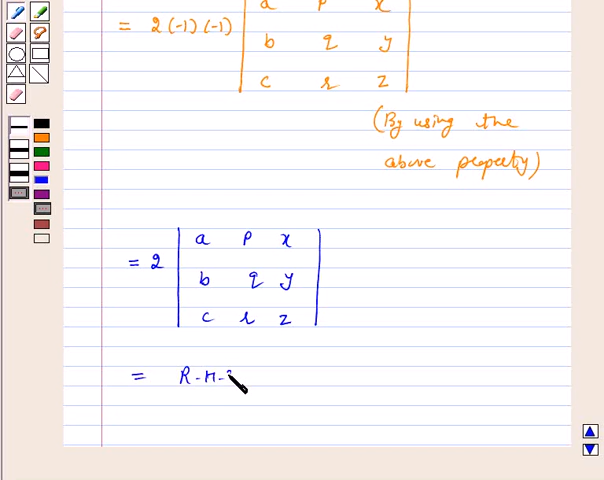 a p x
= 2 (-1) (-1) b q y
c r z
(By using the
above property)
a p x
= 2 b q y
c r z
= R-H-